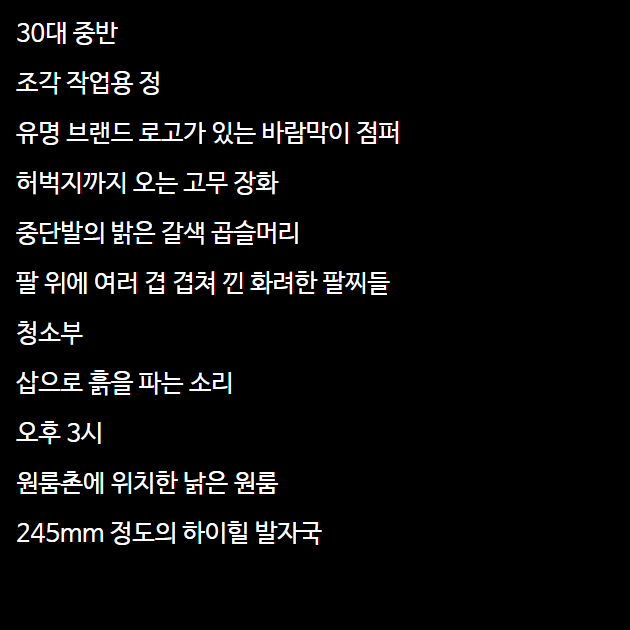 30대 중반
조각 작업용 정
유명 브랜드 로고가 있는 바람막이 점퍼
허벅지까지 오는 고무 장화
중단발의 밝은 갈색 곱슬머리
팔 위에 여러 겹 겹쳐 낀 화려한 팔찌들
청소부
삽으로 흙을 파는 소리
오후 3시
원룸촌에 위치한 낡은 원룸
245mm 정도의 하이힐 발자국